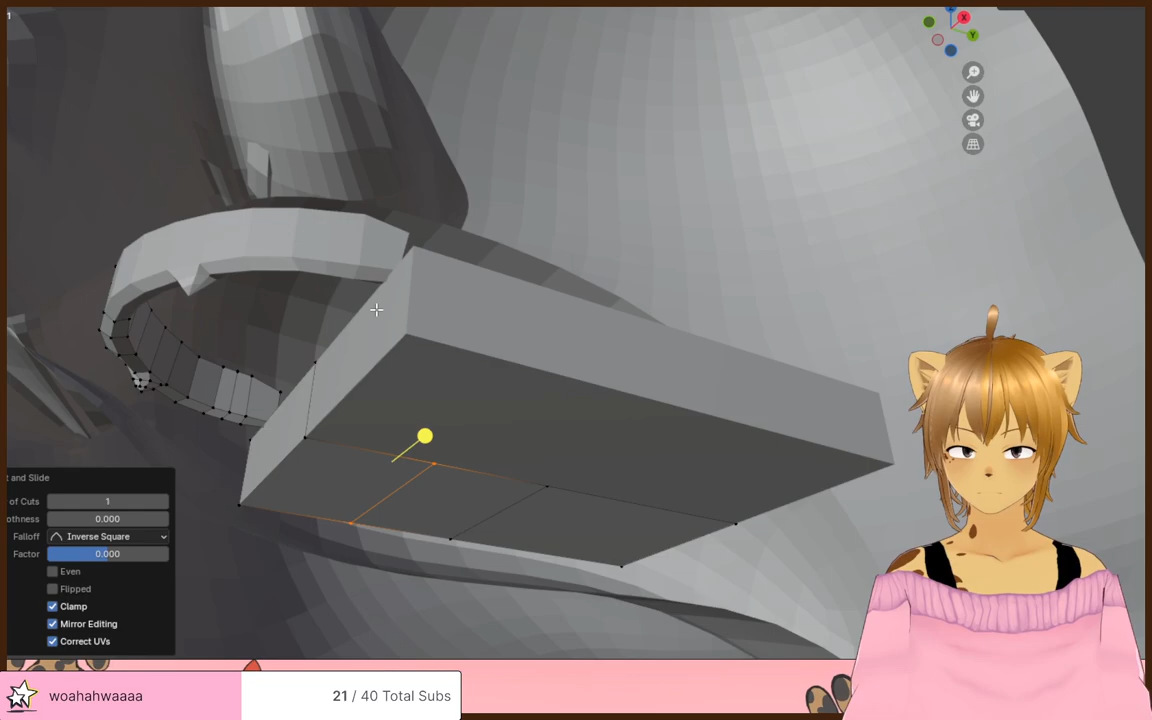 1
X
Y
t and Slide
of Cuts 1
othness 0.000
Falloff Inverse Square
Factor 0.000
Even
Flipped
Clamp
Mirror Editing
Correct UVs
woahahwaaaa 21 / 40 Total Subs